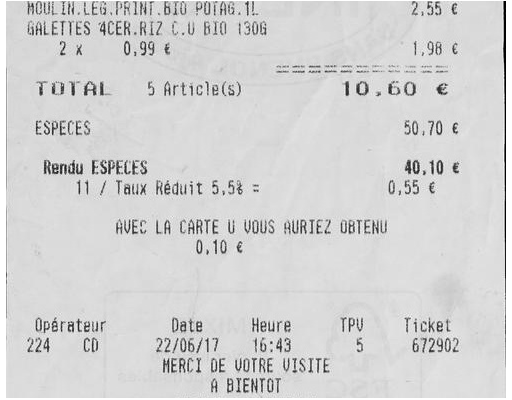 MOULIN.LEG.PRINT.BIO POTAG.1L 2,55 €
GALETTES 4CER.RIZ C.U BIO 130G
2 x 0,99 € 1,98 €
TOTAL 5 Article(s) 10,60 €
ESPECES 50,70 €
Rendu ESPECES 40,10 €
11 / Taux Réduit 5,5% = 0,55 €
AVEC LA CARTE U VOUS AURIEZ OBTENU
0,10 €
Opérateur Date Heure TPV Ticket
224 CD 22/06/17 16:43 5 672902
MERCI DE VOTRE VISITE
A BIENTOT